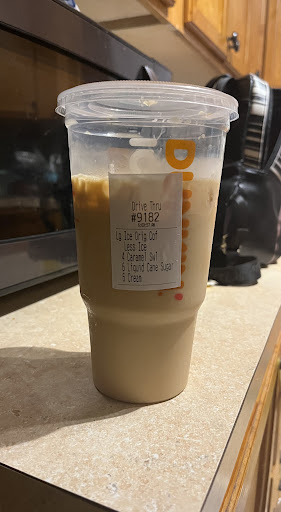 Drive Thru
#9182
Lg Ice Orig Cof
Less Ice
4 Caramel Swl
6 Liquid Cane Sugar
5 Cream